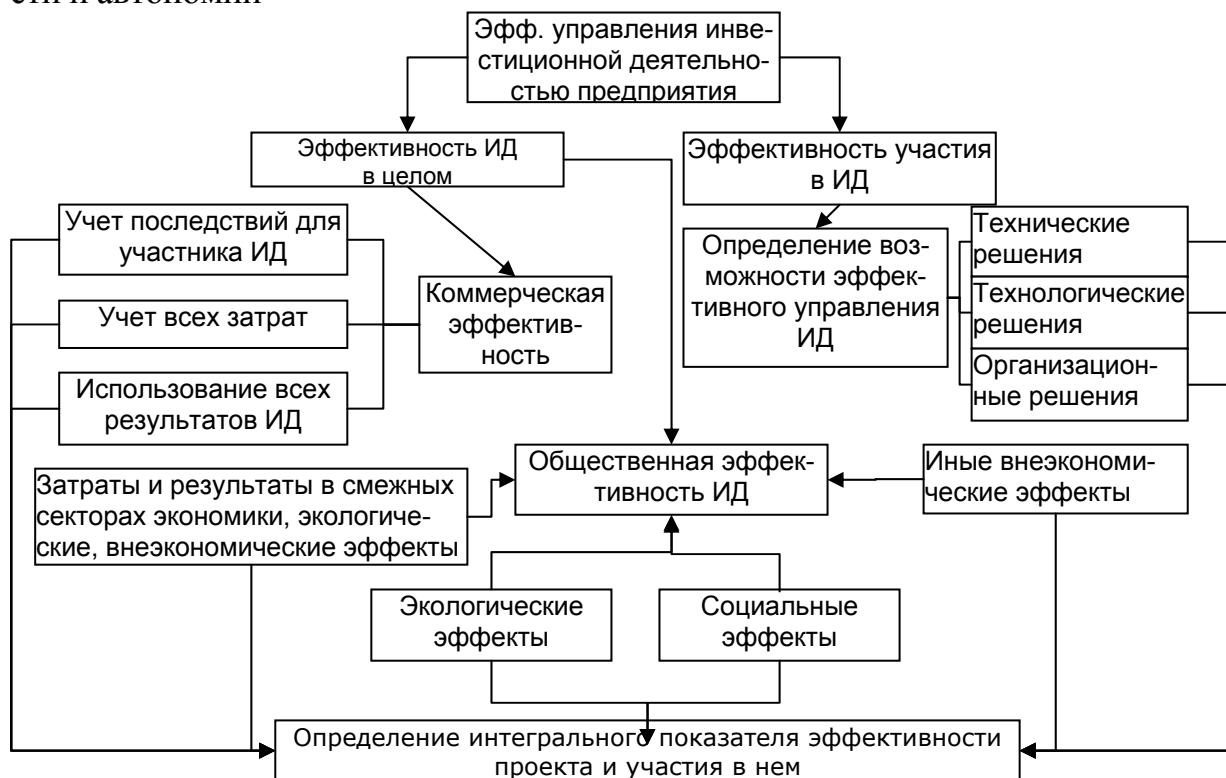 сти и автономии
Эфф. управления инве-
стиционной деятельно-
стью предприятия
Эффективность ИД
в целом
Эффективность участия
в ИД
Учет последствий для
участника ИД
Учет всех затрат
Использование всех
результатов ИД
Коммерческая
эффектив-
ность
Определение воз-
можности эффек-
тивного управления
ИД
Технические
решения
Технологические
решения
Организацион-
ные решения
Общественная эффек-
тивность ИД
Иные внеэкономи-
ческие эффекты
Затраты и результаты в смежных
секторах экономики, экологиче-
ские, внеэкономические эффекты
Экологические
эффекты
Социальные
эффекты
Определение интегрального показателя эффективности
проекта и участия в нем